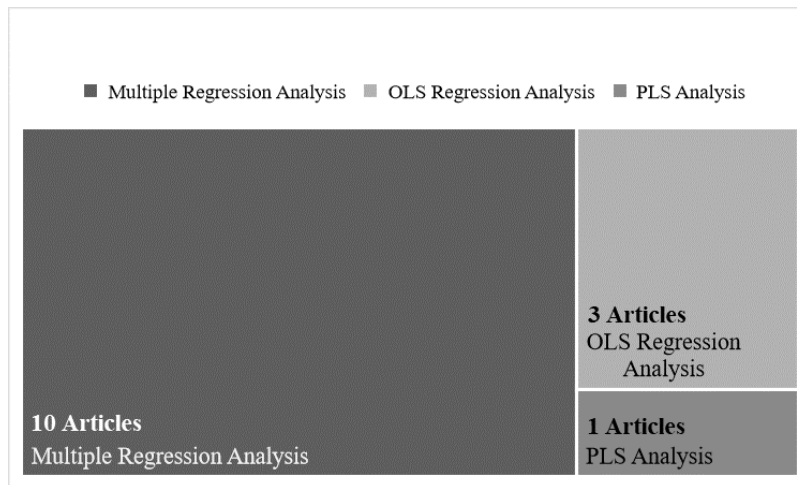 Multiple Regression Analysis OLS Regression Analysis PLS Analysis
3 Articles
OLS Regression
Analysis
10 Articles
Multiple Regression Analysis
1 Articles
PLS Analysis